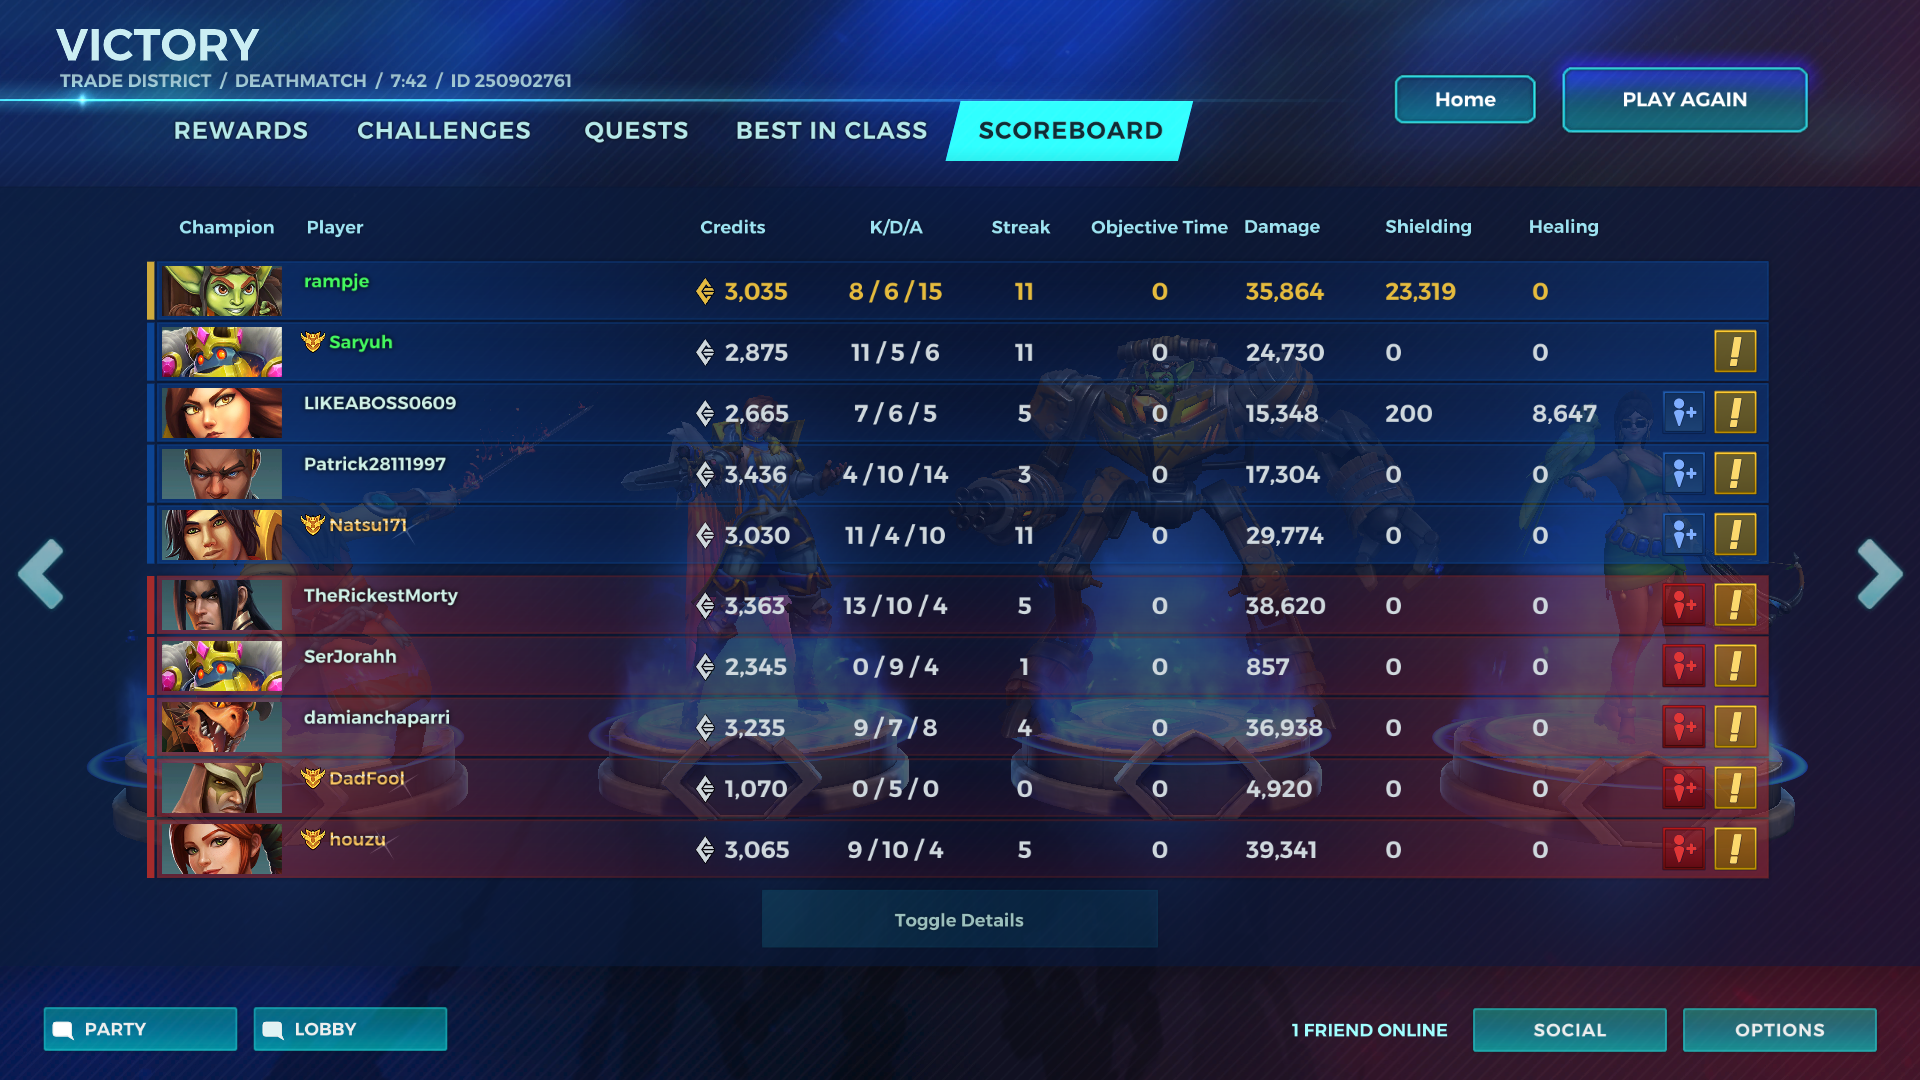 VICTORY
TRADE DISTRICT / DEATHMATCH / 7:42 / ID 250902761
Home
PLAY AGAIN
REWARDS CHALLENGES QUESTS BEST IN CLASS SCOREBOARD
Champion Player Credits K/D/A Streak Objective Time Damage Shielding Healing
rampje 3,035 8 / 6 / 15 11 0 35,864 23,319 0
Saryuh 2,875 11 / 5 / 6 11 0 24,730 0 0
LIKEABOSS0609 2,665 7 / 6 / 5 5 0 15,348 200 8,647
Patrick28111997 3,436 4 / 10 / 14 3 0 17,304 0 0
Natsu171 3,030 11 / 4 / 10 11 0 29,774 0 0
TheRickestMorty 3,363 13 / 10 / 4 5 0 38,620 0 0
SerJorahh 2,345 0 / 9 / 4 1 0 857 0 0
damianchaparri 3,235 9 / 7 / 8 4 0 36,938 0 0
DadFool 1,070 0 / 5 / 0 0 0 4,920 0 0
houzu 3,065 9 / 10 / 4 5 0 39,341 0 0
Toggle Details
PARTY LOBBY 1 FRIEND ONLINE SOCIAL OPTIONS